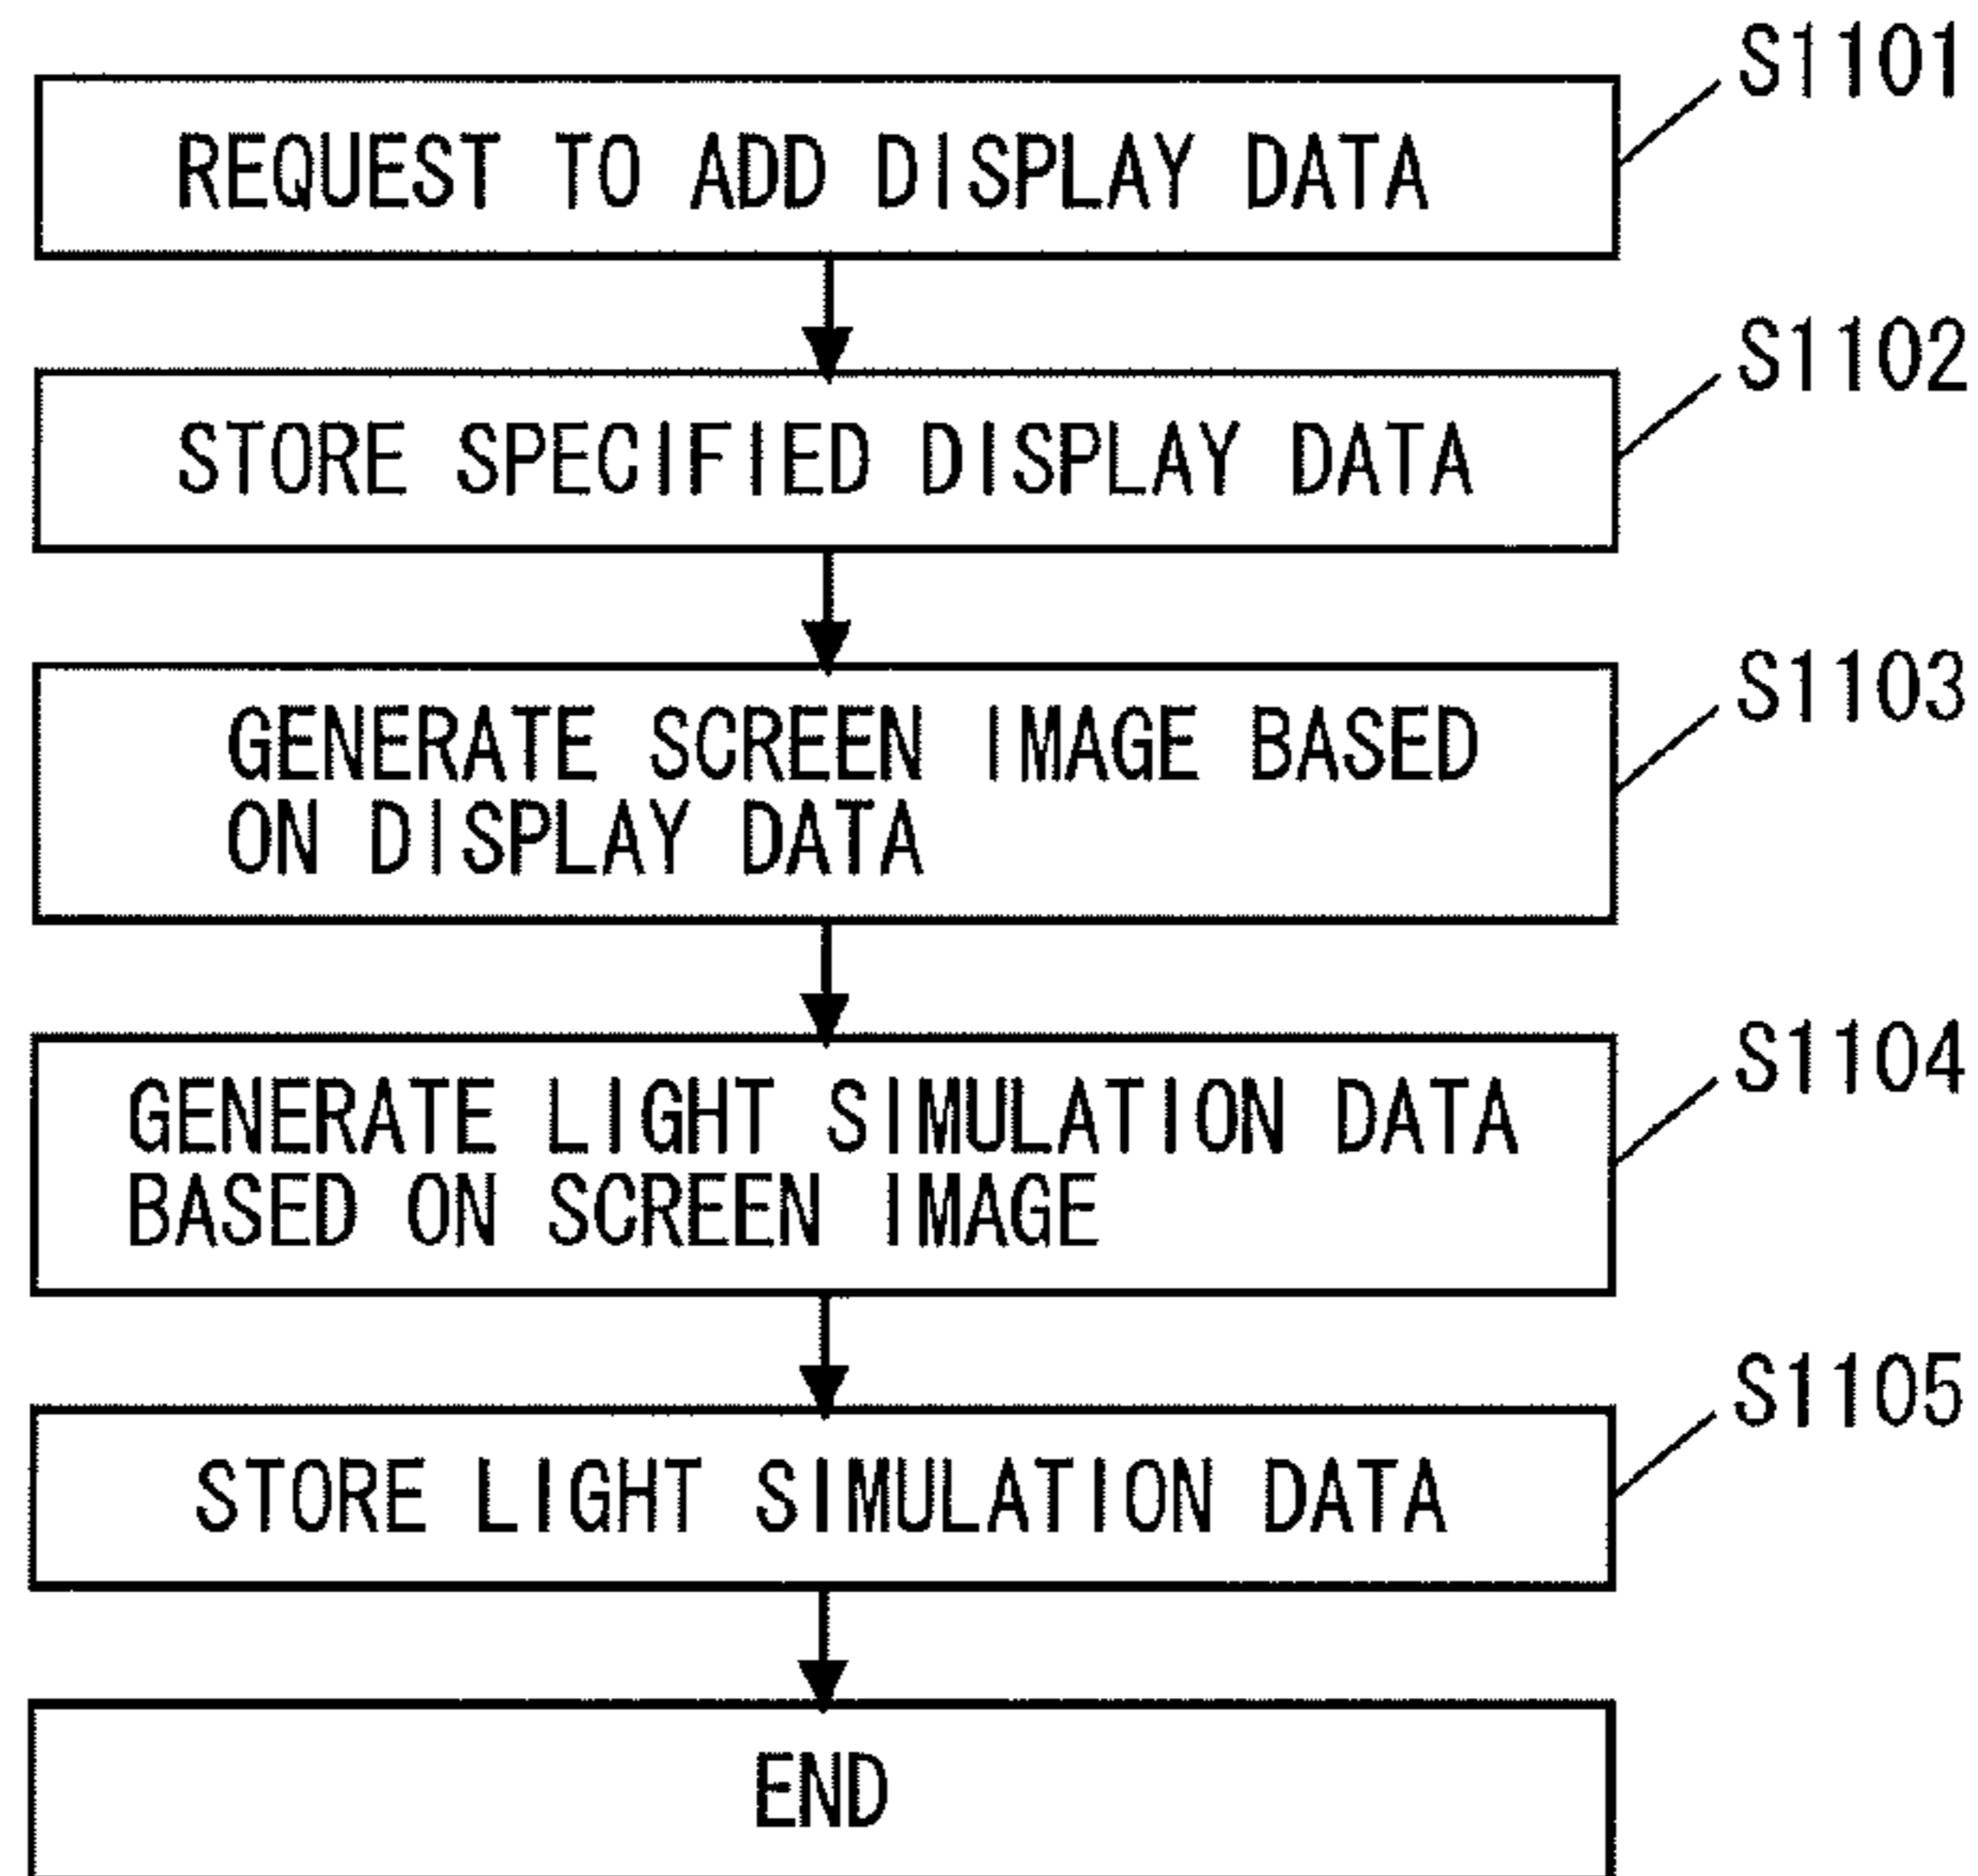 S1101
REQUEST TO ADD DISPLAY DATA
S1102
STORE SPECIFIED DISPLAY DATA
S1103
GENERATE SCREEN IMAGE BASED
ON DISPLAY DATA
S1104
GENERATE LIGHT SIMULATION DATA
BASED ON SCREEN IMAGE
S1105
STORE LIGHT SIMULATION DATA
END